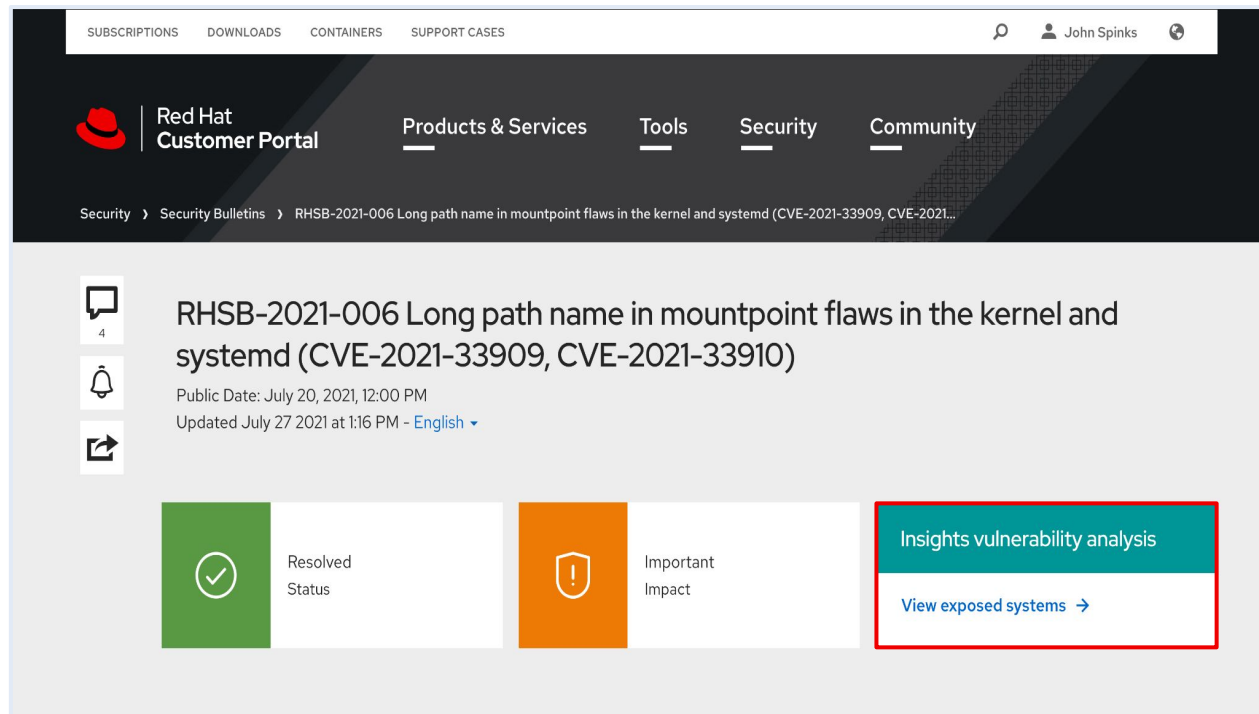 SUBSCRIPTIONS DOWNLOADS CONTAINERS SUPPORT CASES John Spinks
Red Hat
Customer Portal
Products & Services Tools Security Community
Security ❯ Security Bulletins ❯ RHSB-2021-006 Long path name in mountpoint flaws in the kernel and systemd (CVE-2021-33909, CVE-2021...
4
RHSB-2021-006 Long path name in mountpoint flaws in the kernel and
systemd (CVE-2021-33909, CVE-2021-33910)
Public Date: July 20, 2021, 12:00 PM
Updated July 27 2021 at 1:16 PM - English
Resolved
Status
Important
Impact
Insights vulnerability analysis
View exposed systems →